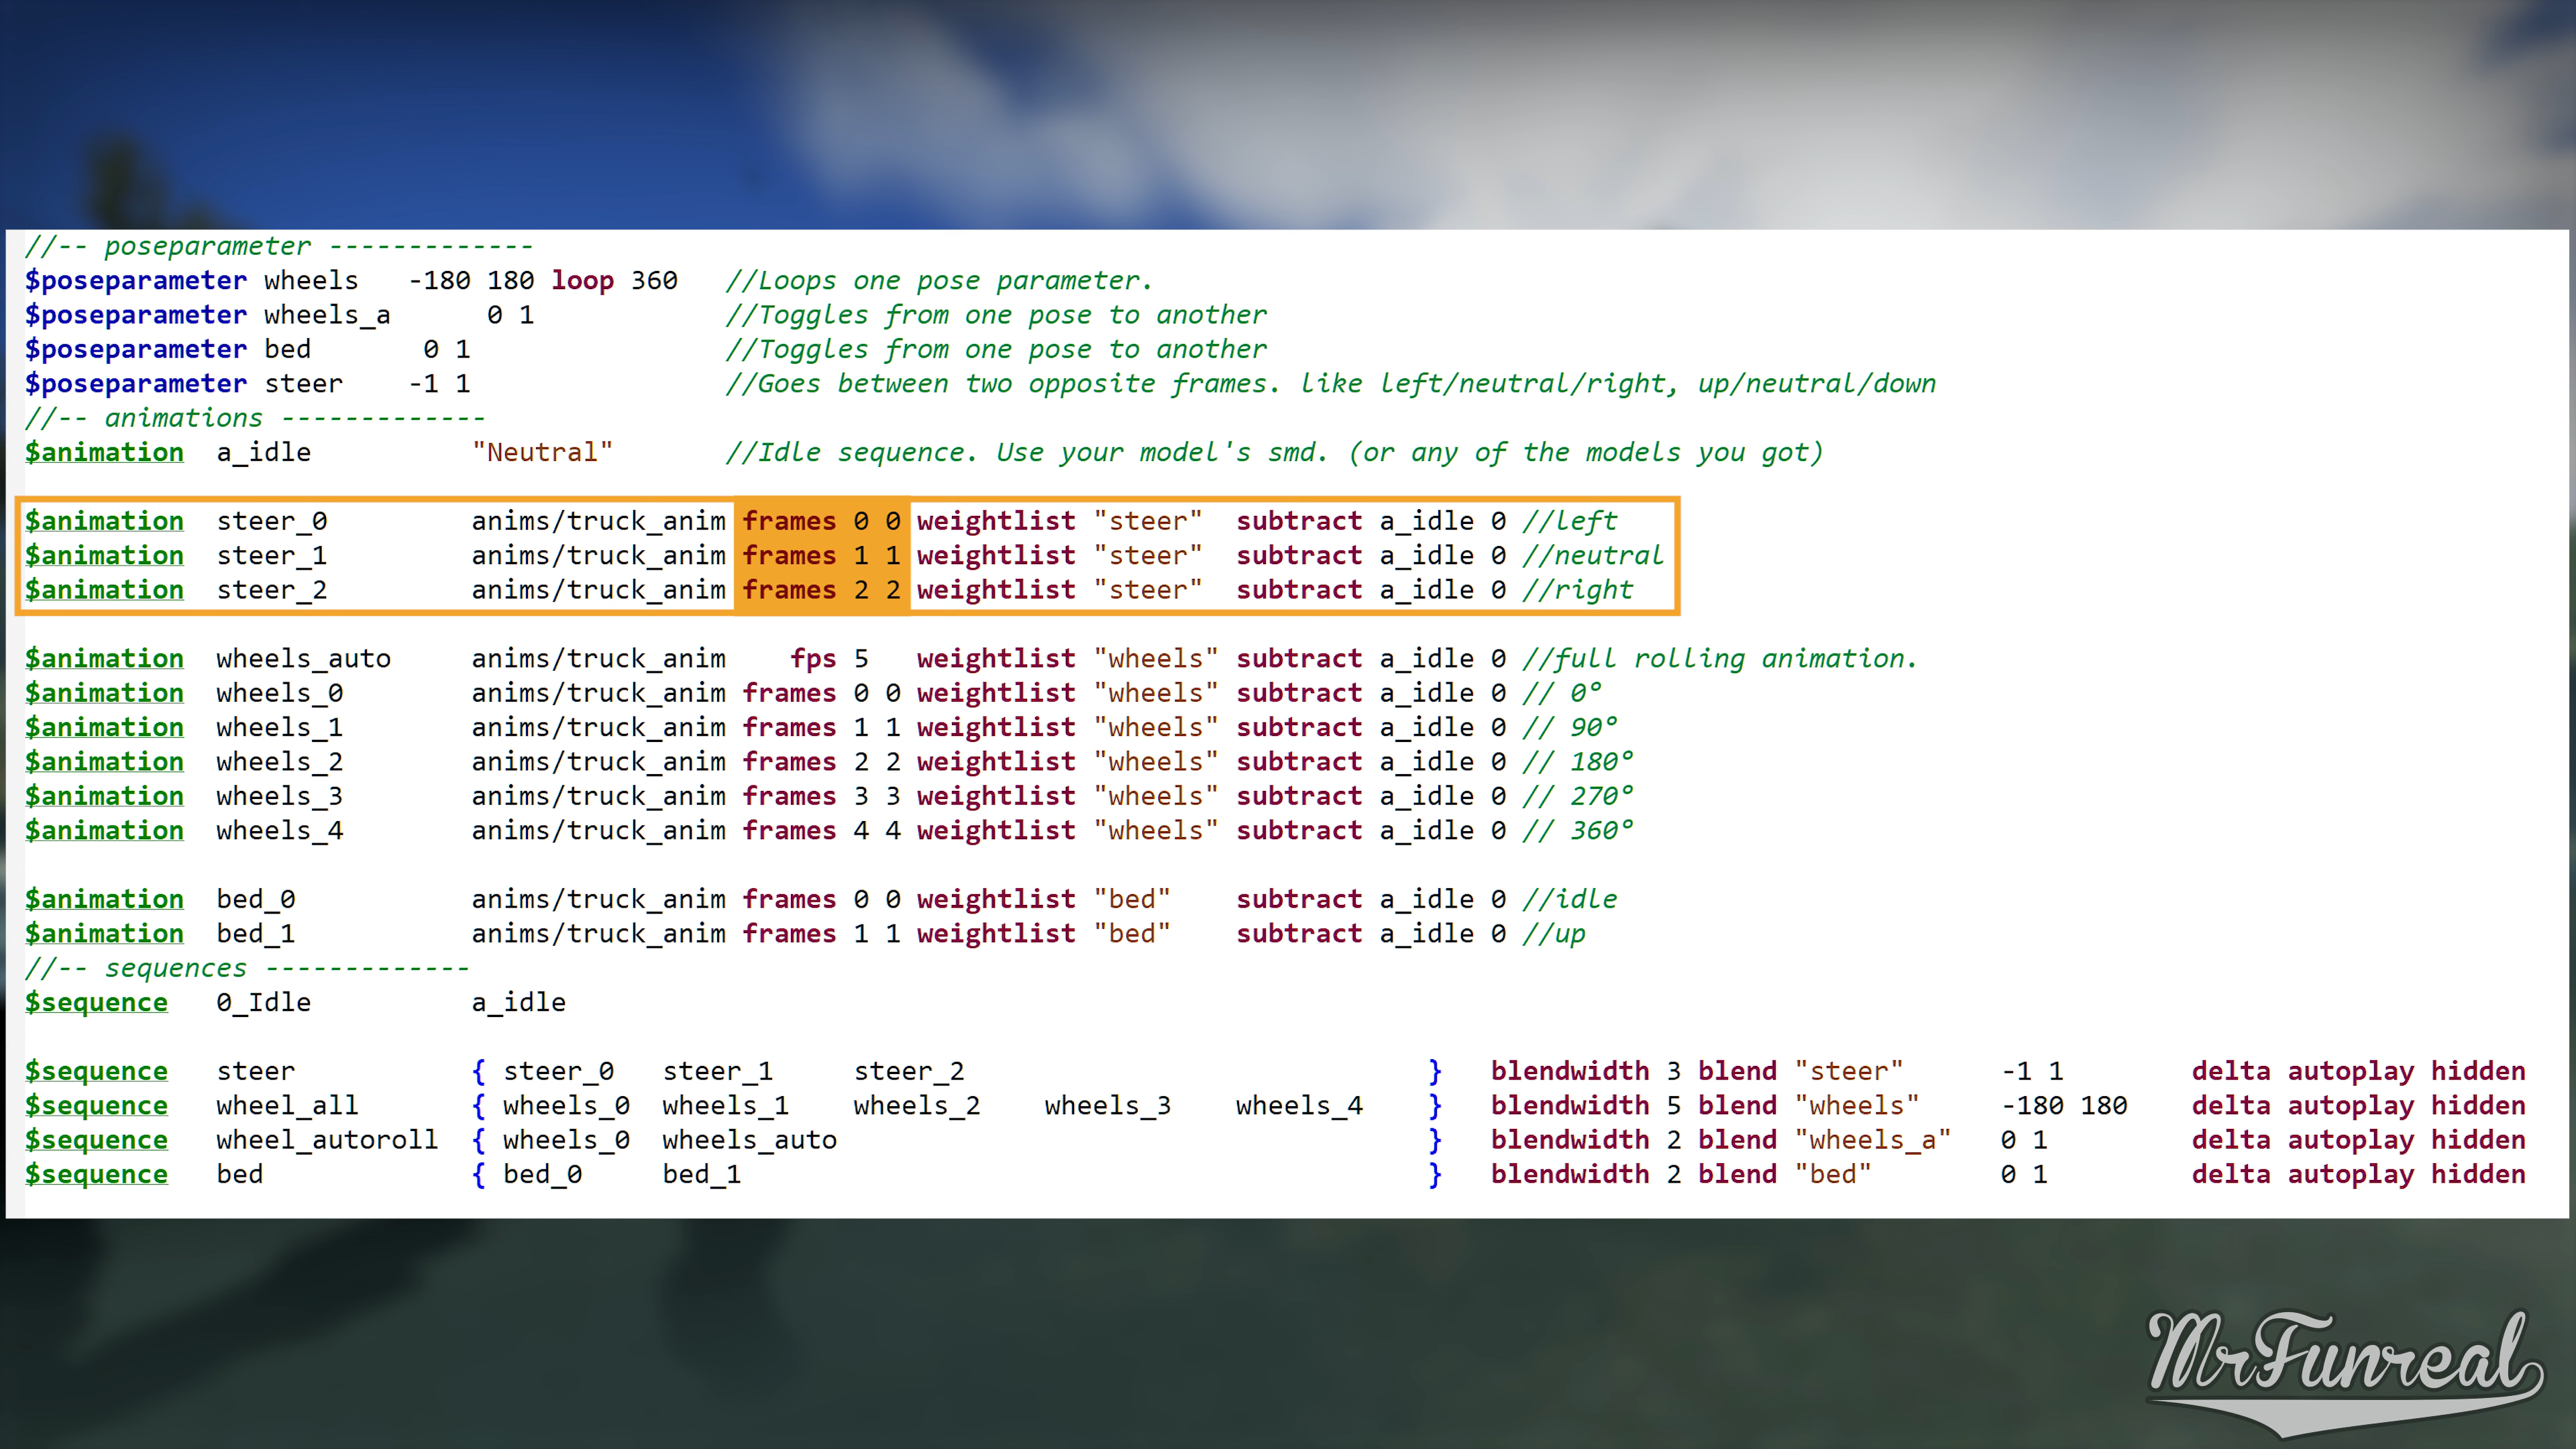 //-- poseparameter -------------
$poseparameter wheels -180 180 loop 360 //Loops one pose parameter.
$poseparameter wheels_a 0 1 //Toggles from one pose to another
$poseparameter bed 0 1 //Toggles from one pose to another
$poseparameter steer -1 1 //Goes between two opposite frames. like left/neutral/right, up/neutral/down
//-- animations -------------
$animation a_idle "Neutral" //Idle sequence. Use your model's smd. (or any of the models you got)
$animation steer_0 anims/truck_anim frames 0 0 weightlist "steer" subtract a_idle 0 //left
$animation steer_1 anims/truck_anim frames 1 1 weightlist "steer" subtract a_idle 0 //neutral
$animation steer_2 anims/truck_anim frames 2 2 weightlist "steer" subtract a_idle 0 //right
$animation wheels_auto anims/truck_anim fps 5 weightlist "wheels" subtract a_idle 0 //full rolling animation.
$animation wheels_0 anims/truck_anim frames 0 0 weightlist "wheels" subtract a_idle 0 // 0°
$animation wheels_1 anims/truck_anim frames 1 1 weightlist "wheels" subtract a_idle 0 // 90°
$animation wheels_2 anims/truck_anim frames 2 2 weightlist "wheels" subtract a_idle 0 // 180°
$animation wheels_3 anims/truck_anim frames 3 3 weightlist "wheels" subtract a_idle 0 // 270°
$animation wheels_4 anims/truck_anim frames 4 4 weightlist "wheels" subtract a_idle 0 // 360°
$animation bed_0 anims/truck_anim frames 0 0 weightlist "bed" subtract a_idle 0 //idle
$animation bed_1 anims/truck_anim frames 1 1 weightlist "bed" subtract a_idle 0 //up
//-- sequences -------------
$sequence 0_Idle a_idle
$sequence steer { steer_0 steer_1 steer_2 } blendwidth 3 blend "steer" -1 1 delta autoplay hidden
$sequence wheel_all { wheels_0 wheels_1 wheels_2 wheels_3 wheels_4 } blendwidth 5 blend "wheels" -180 180 delta autoplay hidden
$sequence wheel_autoroll { wheels_0 wheels_auto } blendwidth 2 blend "wheels_a" 0 1 delta autoplay hidden
$sequence bed { bed_0 bed_1 } blendwidth 2 blend "bed" 0 1 delta autoplay hidden
MrFunreal